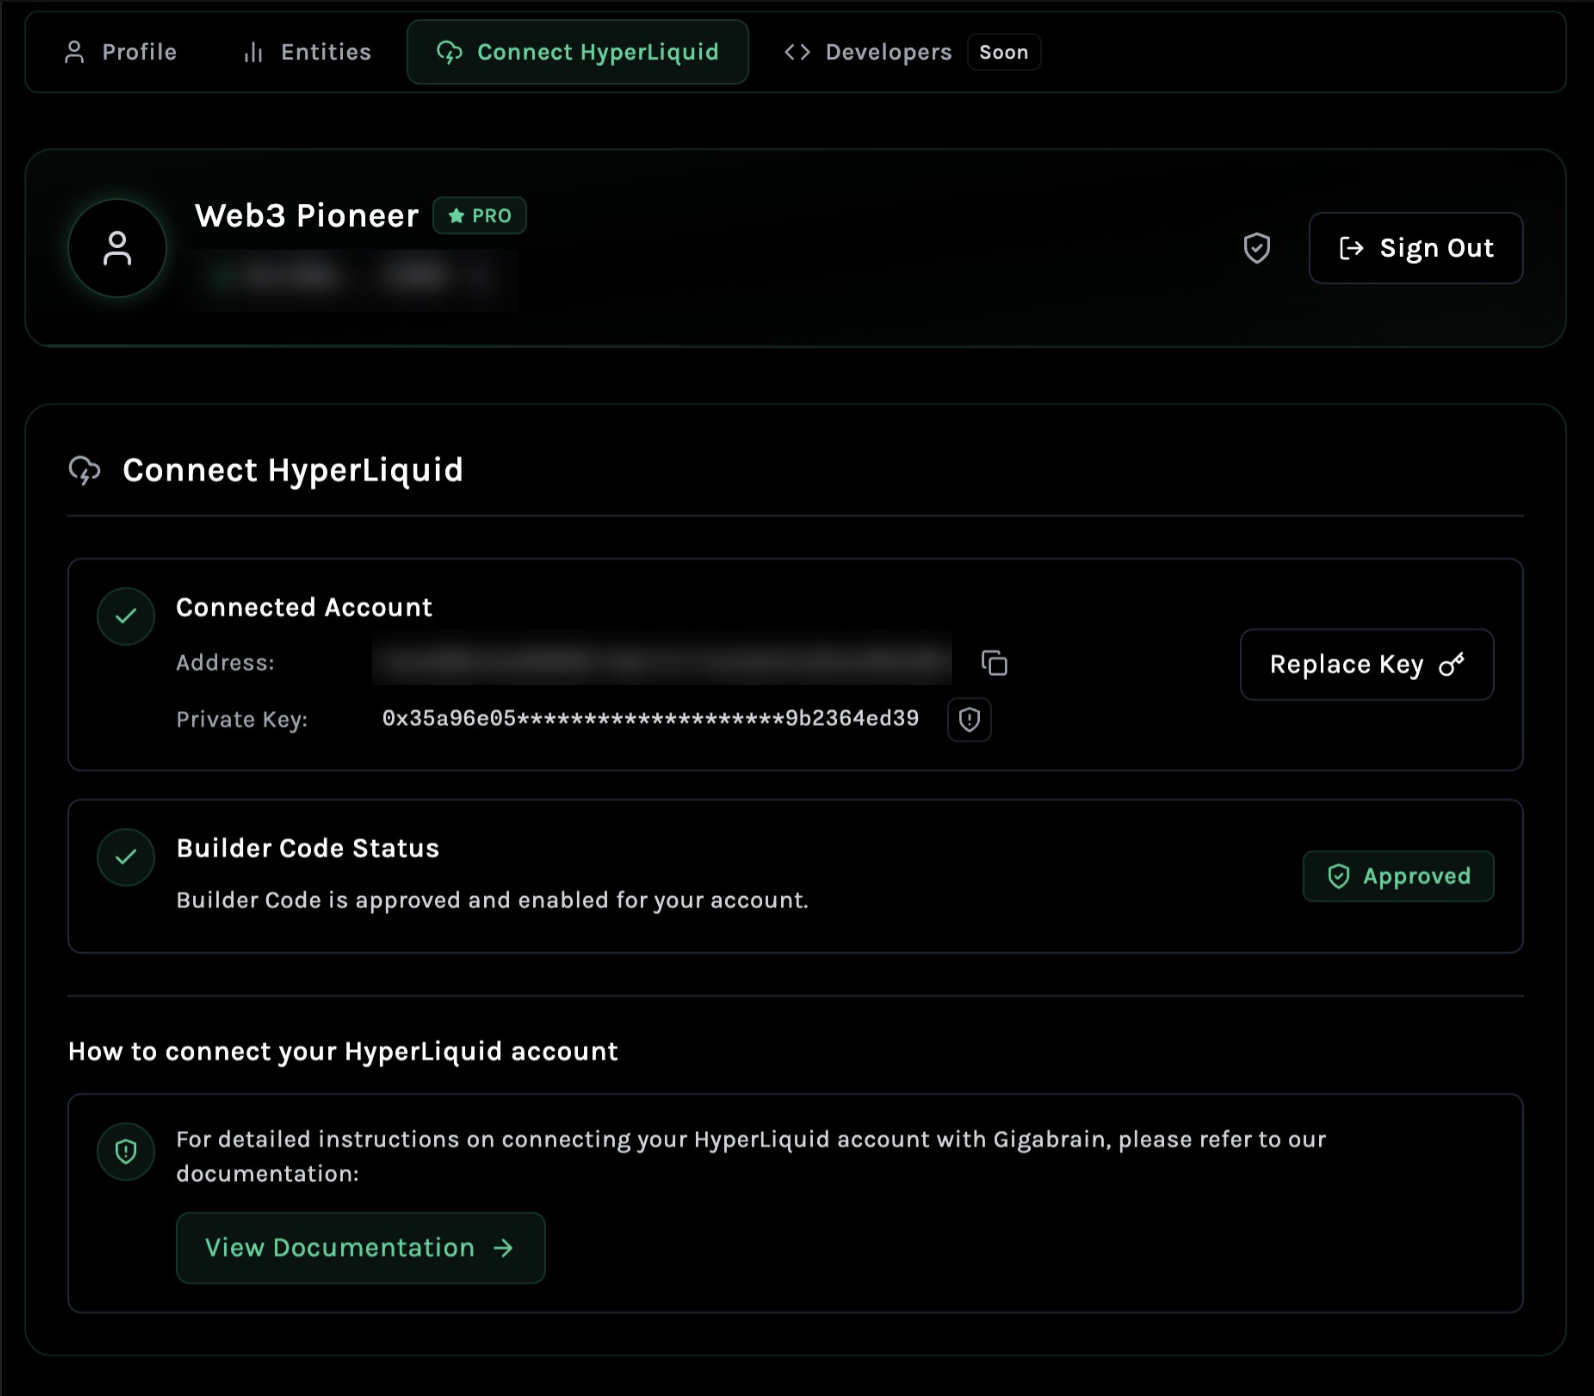 Profile
Entities
Connect HyperLiquid
Developers
Soon
Web3 Pioneer
PRO
Sign Out
Connect HyperLiquid
Connected Account
Address:
Private Key: 0x35a96e05********************9b2364ed39
Replace Key
Builder Code Status
Builder Code is approved and enabled for your account.
Approved
How to connect your HyperLiquid account
For detailed instructions on connecting your HyperLiquid account with Gigabrain, please refer to our
documentation:
View Documentation